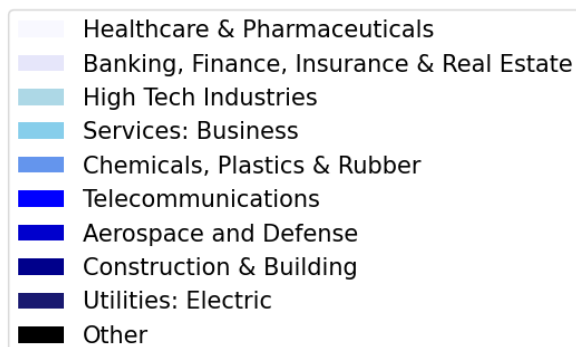 Healthcare & Pharmaceuticals
Banking, Finance, Insurance & Real Estate
High Tech Industries
Services: Business
Chemicals, Plastics & Rubber
Telecommunications
Aerospace and Defense
Construction & Building
Utilities: Electric
Other